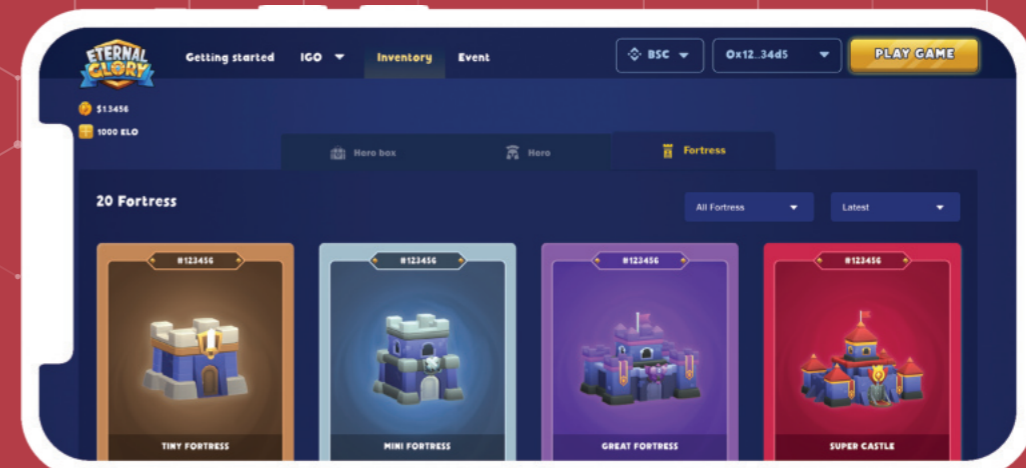 ETERNAL
GLORY
Getting started IGO Inventory Event BSC 0x12..34d5 PLAY GAME
$13456
1000 ELO
Hero box Hero Fortress
20 Fortress
All Fortress Latest
#123456 #123456 #123456 #123456
TINY FORTRESS MINI FORTRESS GREAT FORTRESS SUPER CASTLE